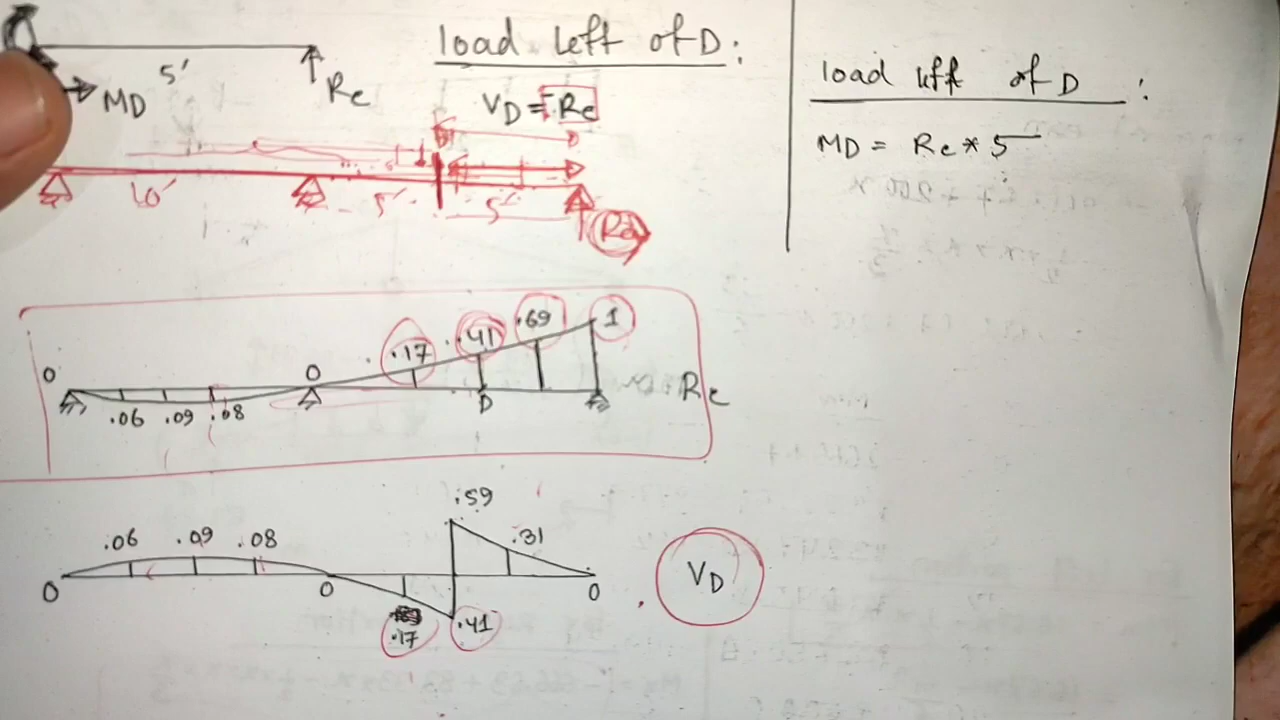 load left of D:
VD = -Rc
5'
Rc
MD
10'
5'
5'
load left of D :
MD = Rc * 5
0
.06
.09
.08
0
.17
.41
.69
1
D
Rc
0
.06
.09
.08
0
.17
.41
.59
.31
0
VD